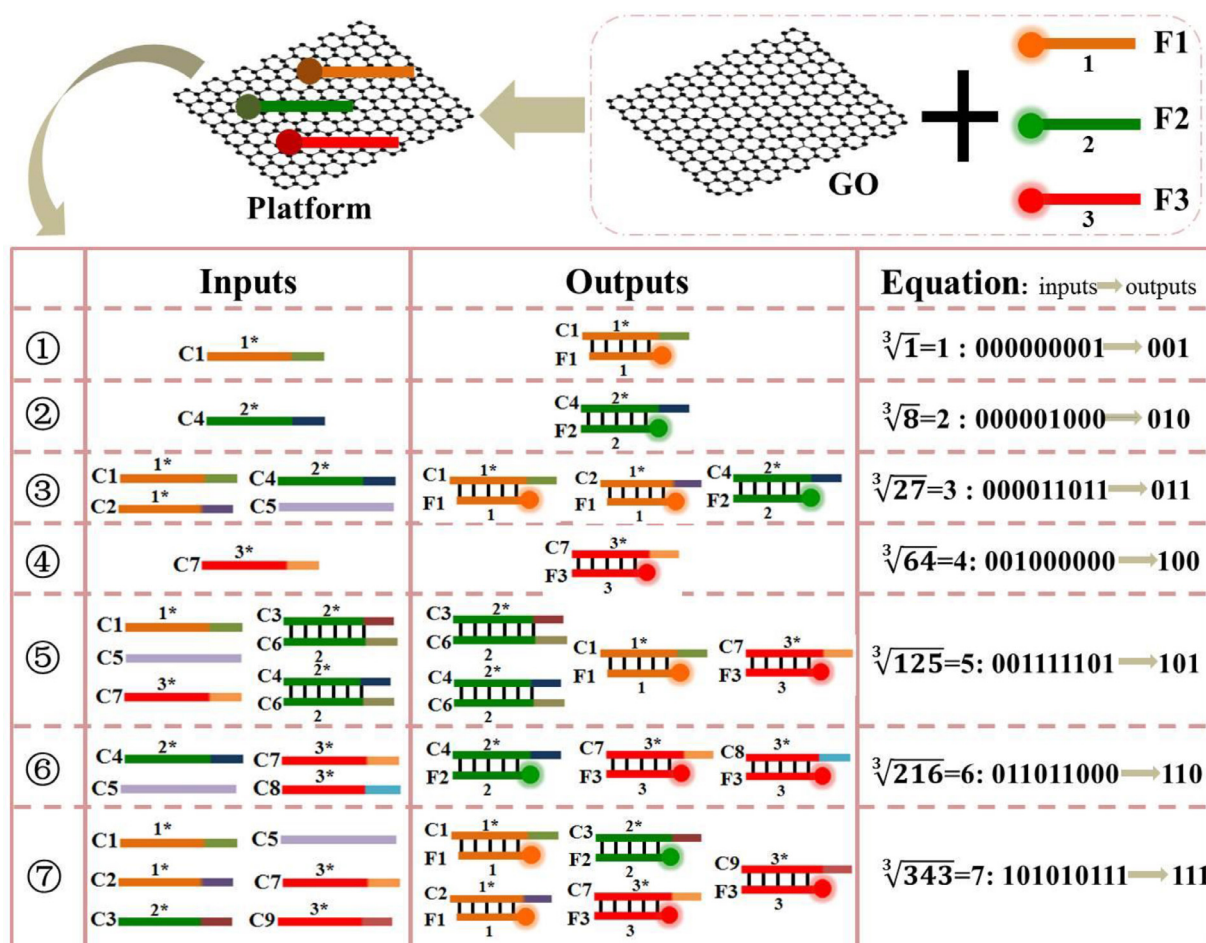 F1
1
F2
2
F3
3
GO
Platform
Inputs Outputs Equation: inputs outputs
① C1 1* C1 1* F1 1 ∛1=1 : 000000001 001
② C4 2* C4 2* F2 2 ∛8=2 : 000001000 010
③ C1 1* C4 2* C2 1* C5 C1 1* F1 1 C2 1* F1 1 C4 2* F2 2 ∛27=3 : 000011011 011
④ C7 3* C7 3* F3 3 ∛64=4: 001000000 100
⑤ C1 1* C5 C7 3* C3 2* C6 2 C4 2* C6 2 C3 2* C6 2 C4 2* C6 2 C1 1* F1 1 C7 3* F3 3 ∛125=5: 001111101 101
⑥ C4 2* C7 3* C5 C8 3* C4 2* F2 2 C7 3* F3 3 C8 3* F3 3 ∛216=6: 011011000 110
⑦ C1 1* C5 C2 1* C7 3* C3 2* C9 3* C1 1* F1 1 C3 2* F2 2 C2 1* F1 1 C7 3* F3 3 C9 3* F3 3 ∛343=7: 101010111 111